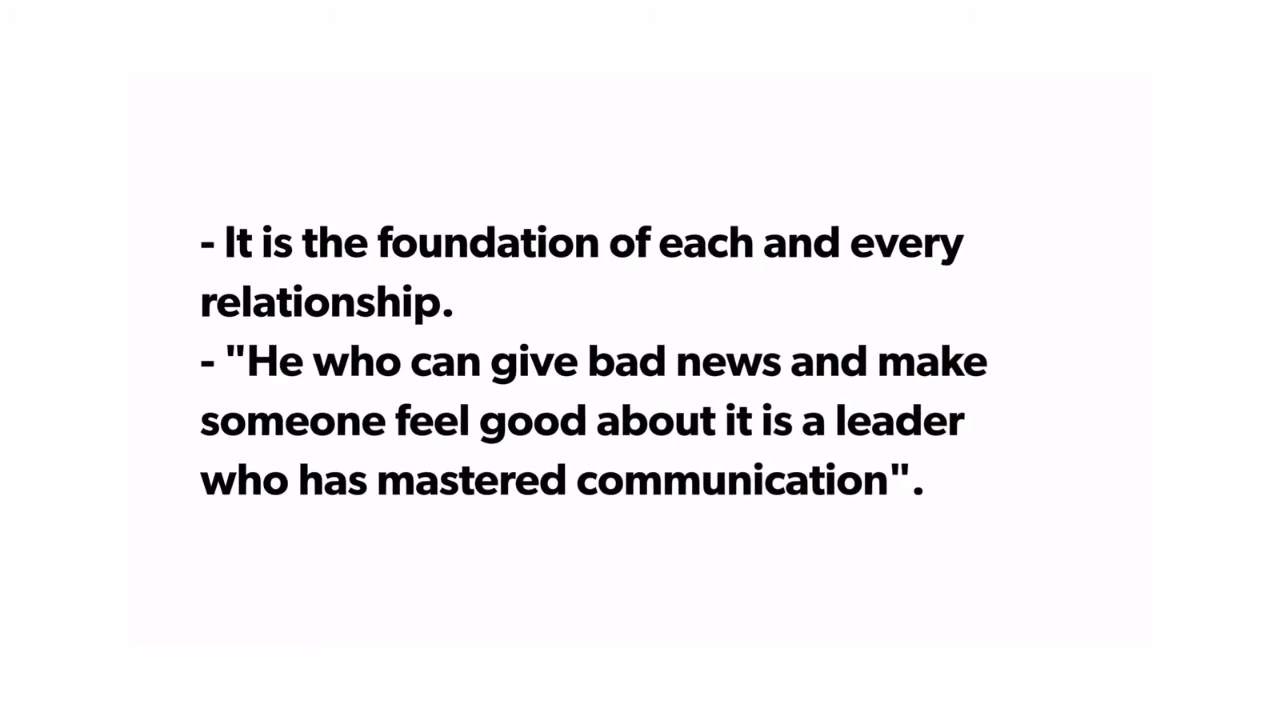 - It is the foundation of each and every
relationship.
- "He who can give bad news and make
someone feel good about it is a leader
who has mastered communication".